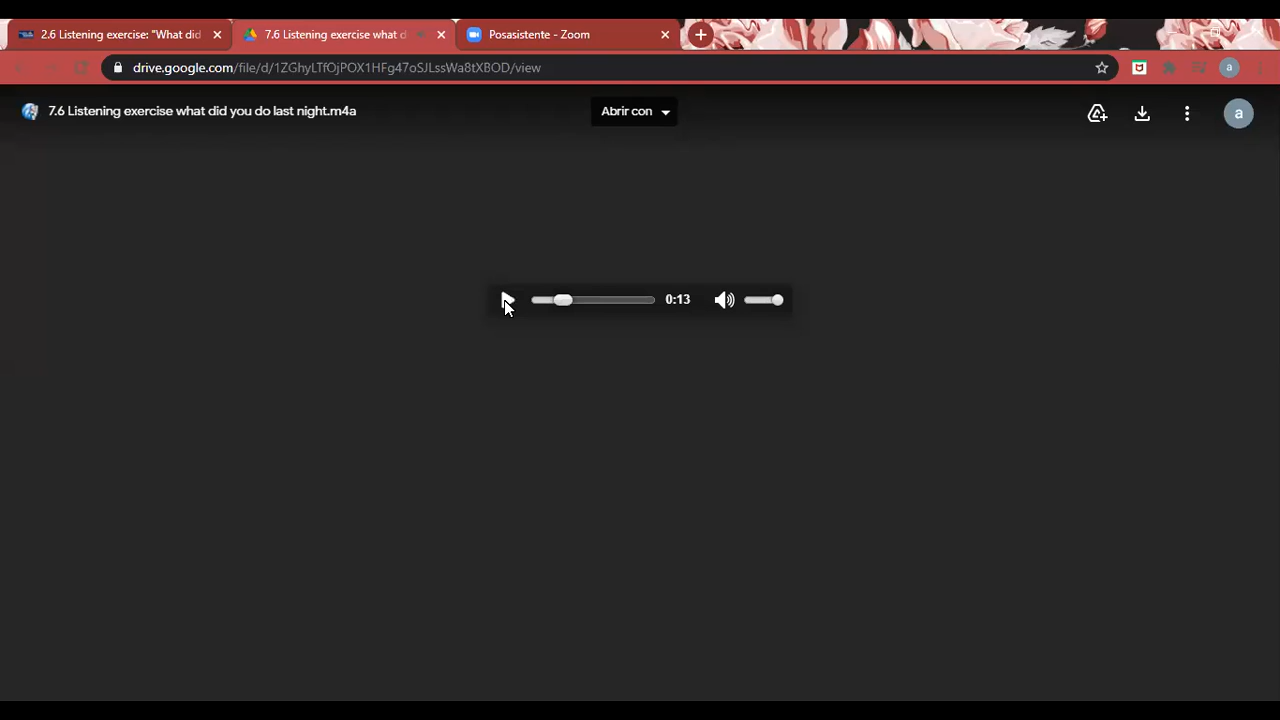 2.6 Listening exercise: "What did
7.6 Listening exercise what d
Posasistente - Zoom
drive.google.com/file/d/1ZGhyLTfOjPOX1HFg47oSJLssWa8tXBOD/view
a
7.6 Listening exercise what did you do last night.m4a
Abrir con
a
0:13